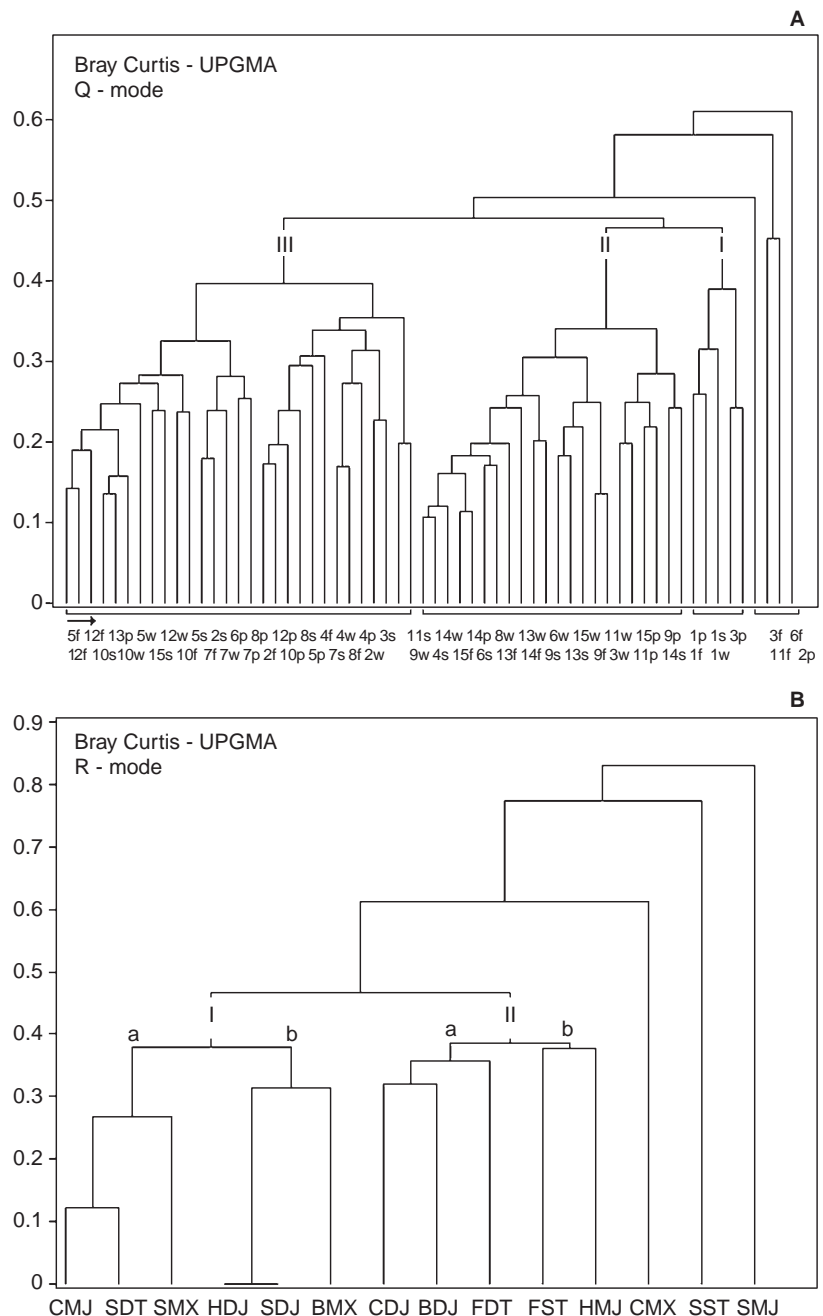 A
Bray Curtis - UPGMA
Q - mode
0.6
0.5
III II I
0.4
0.3
0.2
0.1
0
5f 12f 13p 5w 12w 5s 2s 6p 8p 12p 8s 4f 4w 4p 3s 11s 14w 14p 8w 13w 6w 15w 11w 15p 9p 1p 1s 3p 3f 6f
12f 10s 10w 15s 10f 7f 7w 7p 2f 10p 5p 7s 8f 2w 9w 4s 15f 6s 13f 14f 9s 13s 9f 3w 11p 14s 1f 1w 11f 2p
B
Bray Curtis - UPGMA
R - mode
0.9
0.8
0.7
0.6
0.5
I II
0.4
a b a b
0.3
0.2
0.1
0
CMJ SDT SMX HDJ SDJ BMX CDJ BDJ FDT FST HMJ CMX SST SMJ